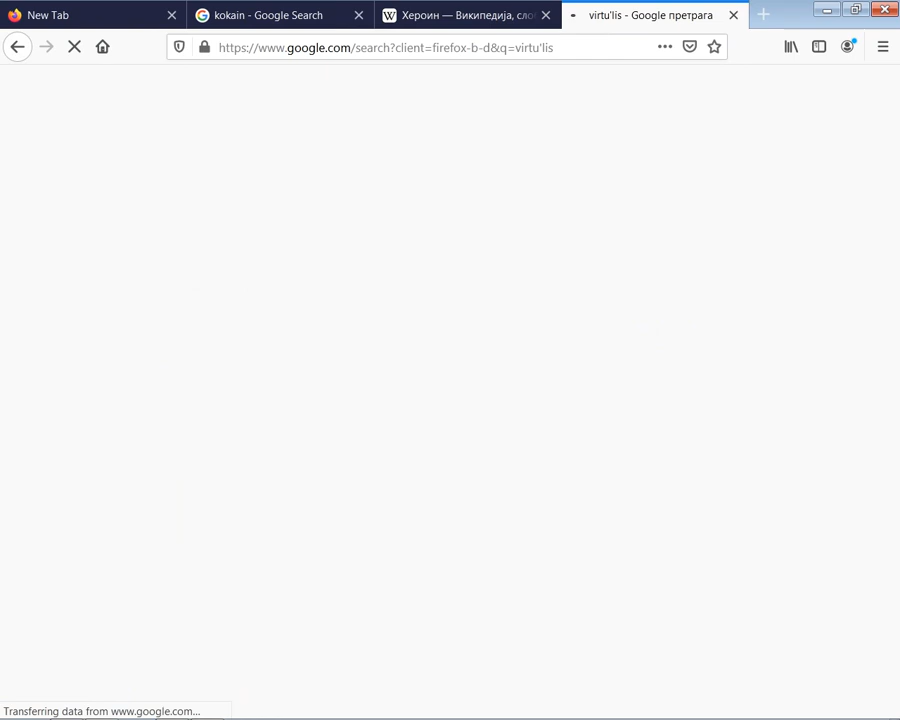 New Tab
kokain - Google Search
Хероин — Википедија, сло
virtu'lis - Google претрага
https://www.google.com/search?client=firefox-b-d&q=virtu'lis
Transferring data from www.google.com...